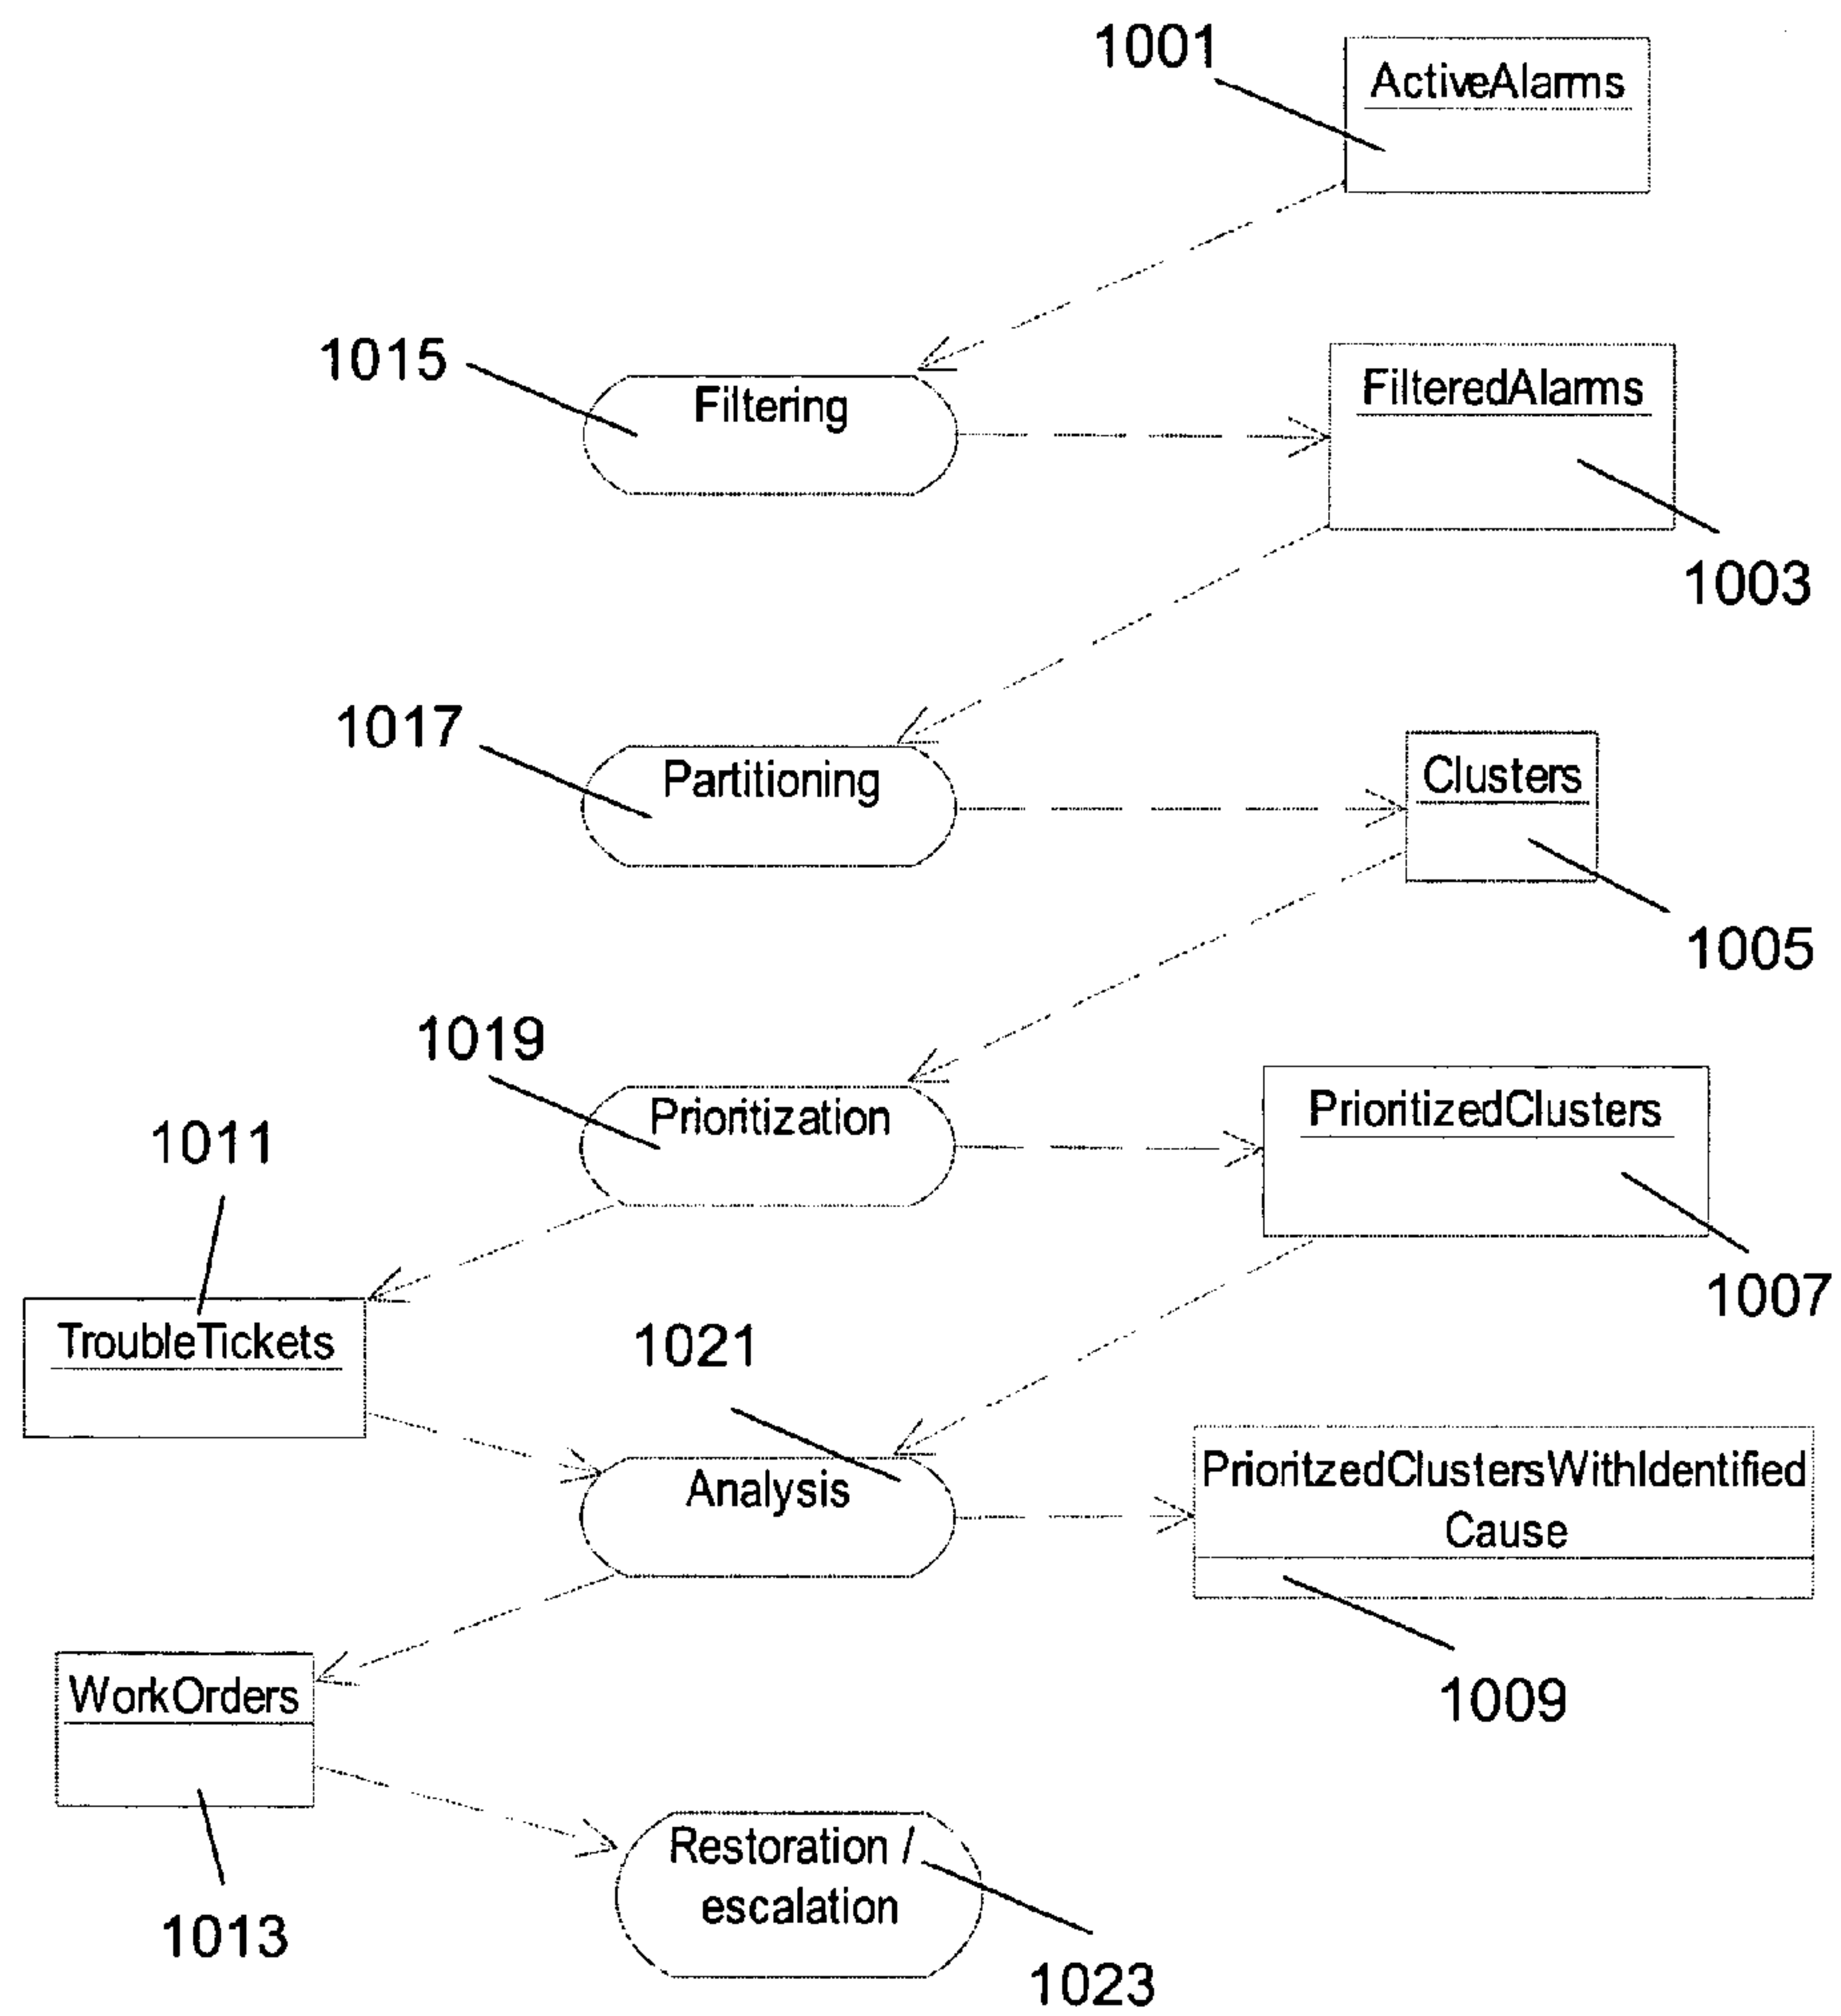 1001
ActiveAlarms
1015
Filtering
FilteredAlarms
1003
1017
Partitioning
Clusters
1005
1019
Prioritization
PrioritizedClusters
1011
1007
TroubleTickets
1021
Analysis
PrioritzedClustersWithIdentified
Cause
WorkOrders
1009
Restoration /
escalation
1013
1023